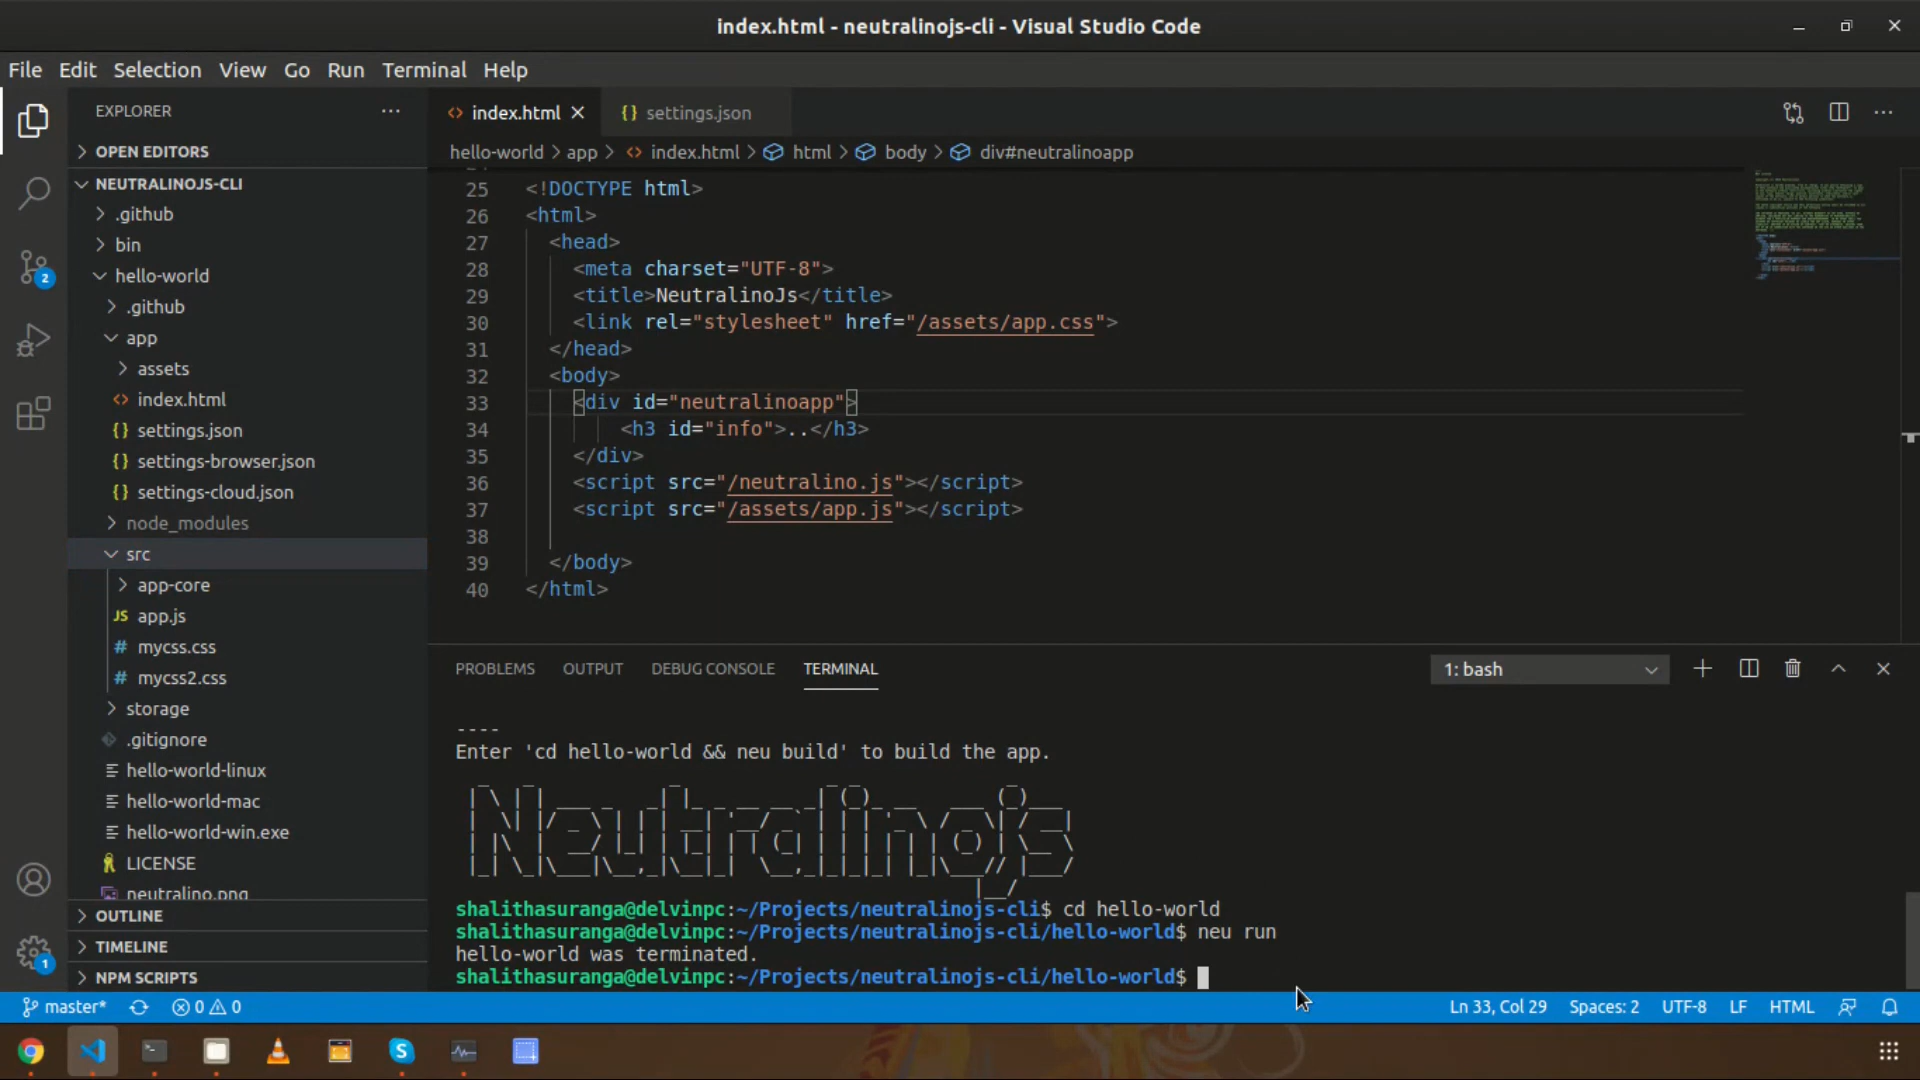 index.html - neutralinojs-cli - Visual Studio Code
File Edit Selection View Go Run Terminal Help
EXPLORER
OPEN EDITORS
NEUTRALINOJS-CLI
.github
bin
hello-world
.github
app
assets
index.html
settings.json
settings-browser.json
settings-cloud.json
node_modules
src
app-core
JS app.js
# mycss.css
# mycss2.css
storage
.gitignore
hello-world-linux
hello-world-mac
hello-world-win.exe
LICENSE
neutralino.png
OUTLINE
TIMELINE
NPM SCRIPTS
2
1
index.html
{} settings.json
hello-world > app > index.html > html > body > div#neutralinoapp
25 <!DOCTYPE html>
26 <html>
27 <head>
28 <meta charset="UTF-8">
29 <title>NeutralinoJs</title>
30 <link rel="stylesheet" href="/assets/app.css">
31 </head>
32 <body>
33 <div id="neutralinoapp">
34 <h3 id="info">..</h3>
35 </div>
36 <script src="/neutralino.js"></script>
37 <script src="/assets/app.js"></script>
38
39 </body>
40 </html>
PROBLEMS OUTPUT DEBUG CONSOLE TERMINAL
1: bash
----
Enter 'cd hello-world && neu build' to build the app.
Neutralinojs
shalithasuranga@delvinpc:~/Projects/neutralinojs-cli$ cd hello-world
shalithasuranga@delvinpc:~/Projects/neutralinojs-cli/hello-world$ neu run
hello-world was terminated.
shalithasuranga@delvinpc:~/Projects/neutralinojs-cli/hello-world$
master* 0 0 Ln 33, Col 29 Spaces: 2 UTF-8 LF HTML